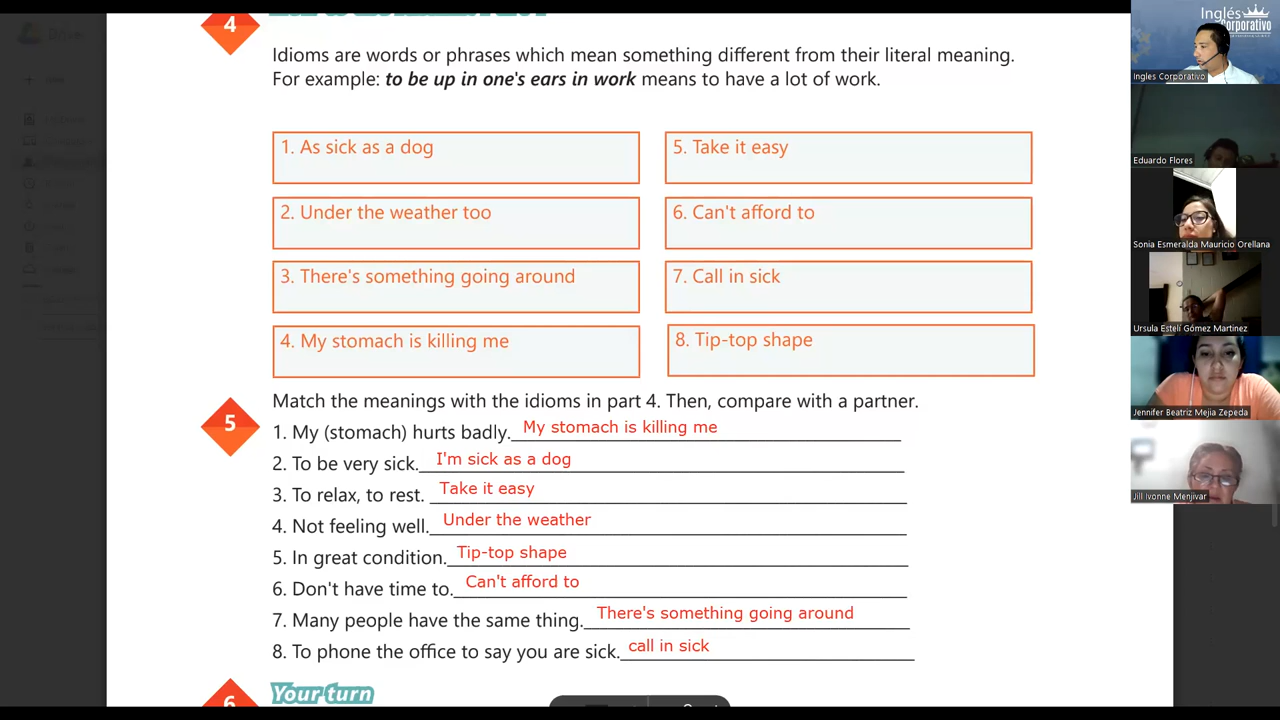 4
Idioms are words or phrases which mean something different from their literal meaning.
For example: to be up in one's ears in work means to have a lot of work.
1. As sick as a dog
2. Under the weather too
3. There's something going around
4. My stomach is killing me
5. Take it easy
6. Can't afford to
7. Call in sick
8. Tip-top shape
5
Match the meanings with the idioms in part 4. Then, compare with a partner.
1. My (stomach) hurts badly. My stomach is killing me
2. To be very sick. I'm sick as a dog
3. To relax, to rest. Take it easy
4. Not feeling well. Under the weather
5. In great condition. Tip-top shape
6. Don't have time to. Can't afford to
7. Many people have the same thing. There's something going around
8. To phone the office to say you are sick. call in sick
6
Your turn
Inglés
Corporativo
Ingles Corporativo
Eduardo Flores
Sonia Esmeralda Mauricio Orellana
Ursula Estelí Gómez Martinez
Jennifer Beatriz Mejia Zepeda
Jill Ivonne Menjivar